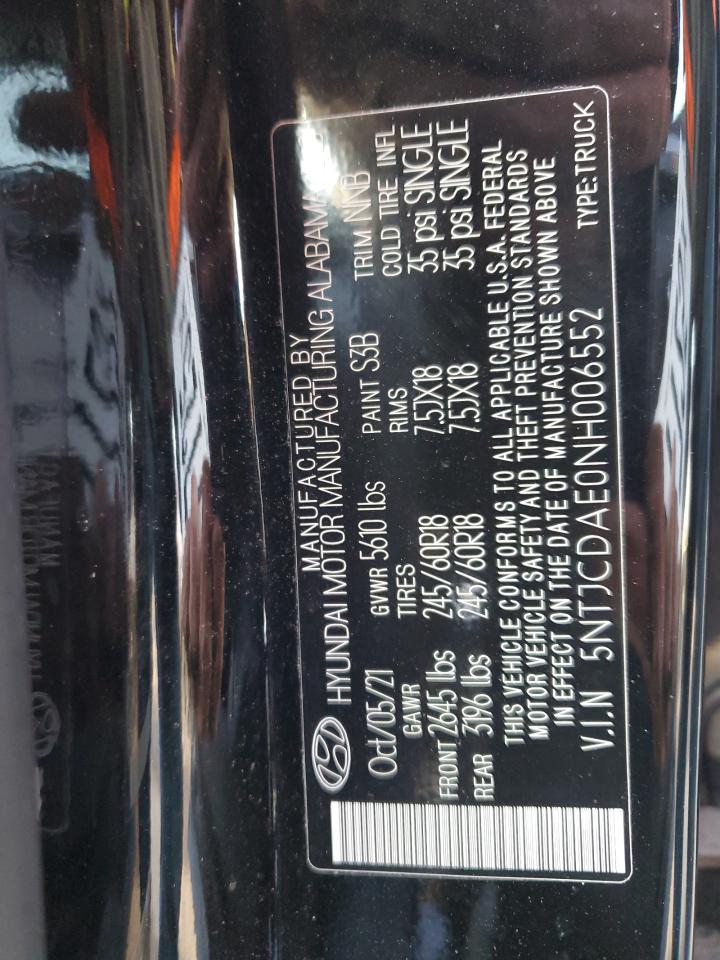 MANUFACTURED BY
HYUNDAI MOTOR MANUFACTURING ALABAMA
Oct/05/21 GVWR 5610 lbs PAINT S3B TRIM NNB
GAWR TIRES RIMS COLD TIRE INFL
FRONT 2645 lbs 245/60R18 7.5JX18 35 psi SINGLE
REAR 3196 lbs 245/60R18 7.5JX18 35 psi SINGLE
THIS VEHICLE CONFORMS TO ALL APPLICABLE U.S.A. FEDERAL
MOTOR VEHICLE SAFETY AND THEFT PREVENTION STANDARDS
IN EFFECT ON THE DATE OF MANUFACTURE SHOWN ABOVE
V.I.N 5NTJCDAE0NH006552 TYPE:TRUCK